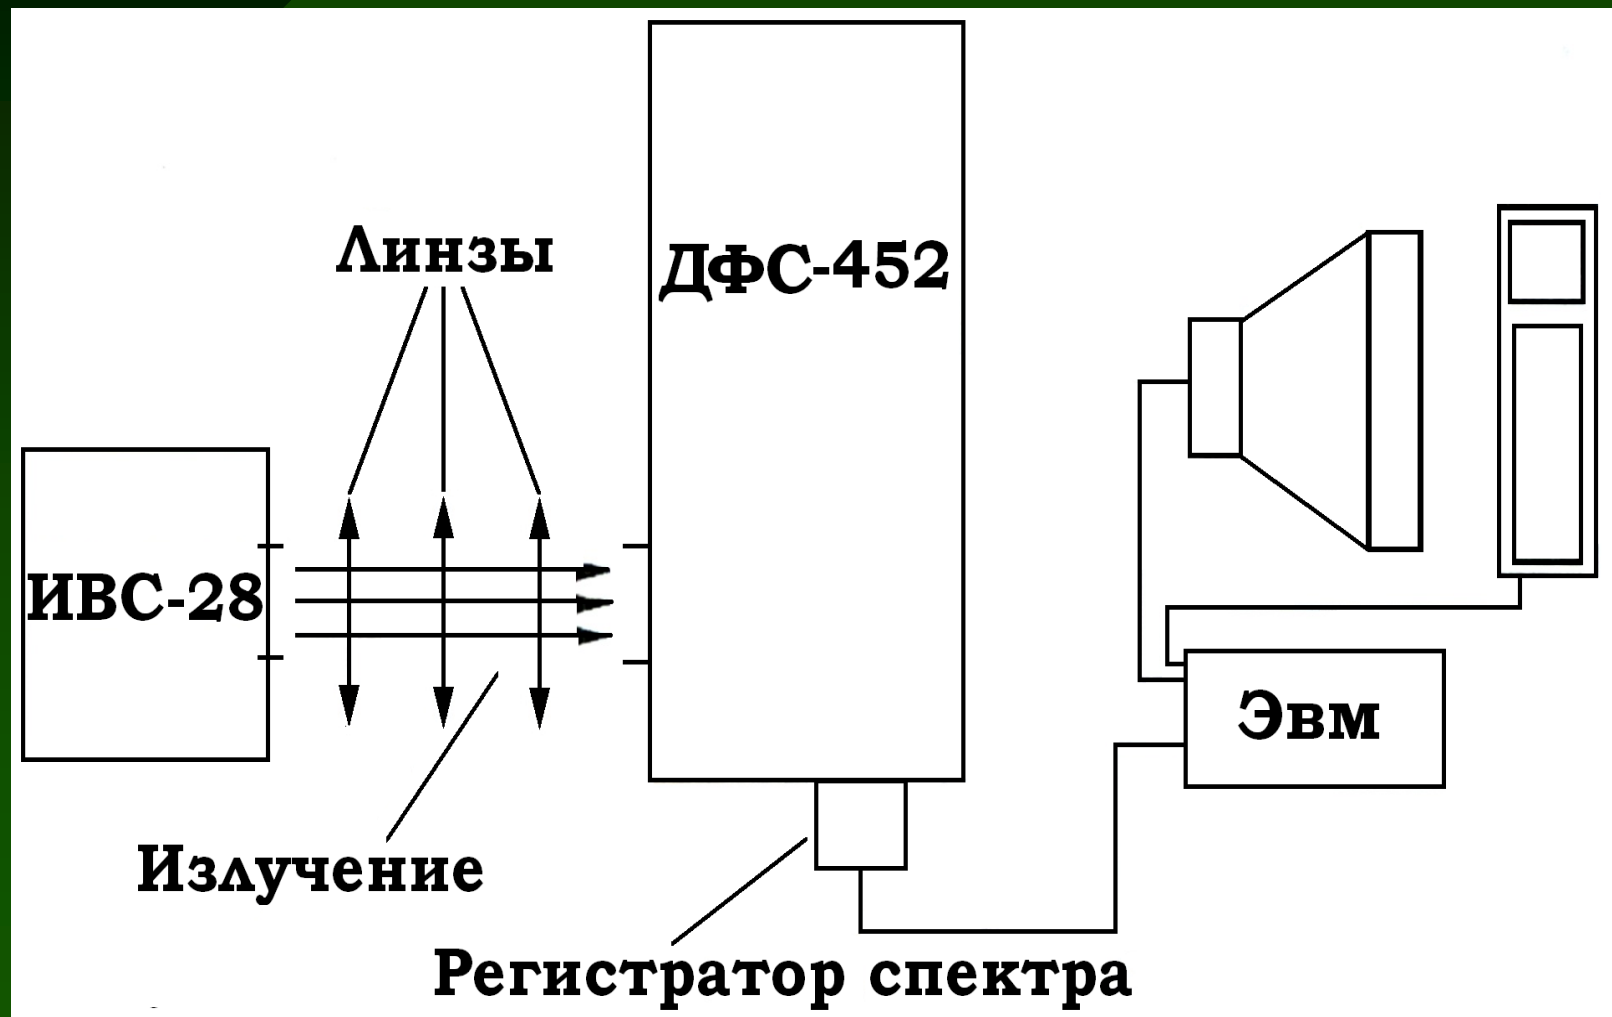 Линзы
ДФС-452
ИВС-28
Эвм
Излучение
Регистратор спектра